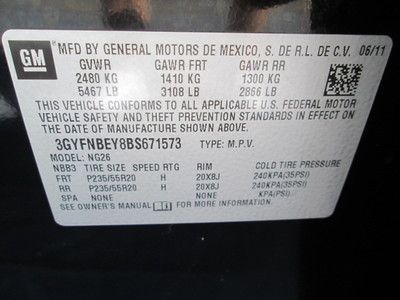 GM
MFD BY GENERAL MOTORS DE MEXICO, S. DE R.L. DE C.V. 06/11
GVWR GAWR FRT GAWR RR
2480 KG 1410 KG 1300 KG
5467 LB 3108 LB 2866 LB
THIS VEHICLE CONFORMS TO ALL APPLICABLE U.S. FEDERAL MOTOR
VEHICLE SAFETY AND THEFT PREVENTION STANDARDS IN EFFECT ON
THE DATE OF MANUFACTURE SHOWN ABOVE.
3GYFNBEY8BS671573 TYPE: M.P.V.
MODEL: NG26
NBB3 TIRE SIZE SPEED RTG RIM COLD TIRE PRESSURE
FRT P235/55R20 H 20X8J 240KPA(35PSI)
RR P235/55R20 H 20X8J 240KPA(35PSI)
SPA NONE NONE KPA(PSI)
SEE OWNER'S MANUAL FOR MORE INFORMATION.